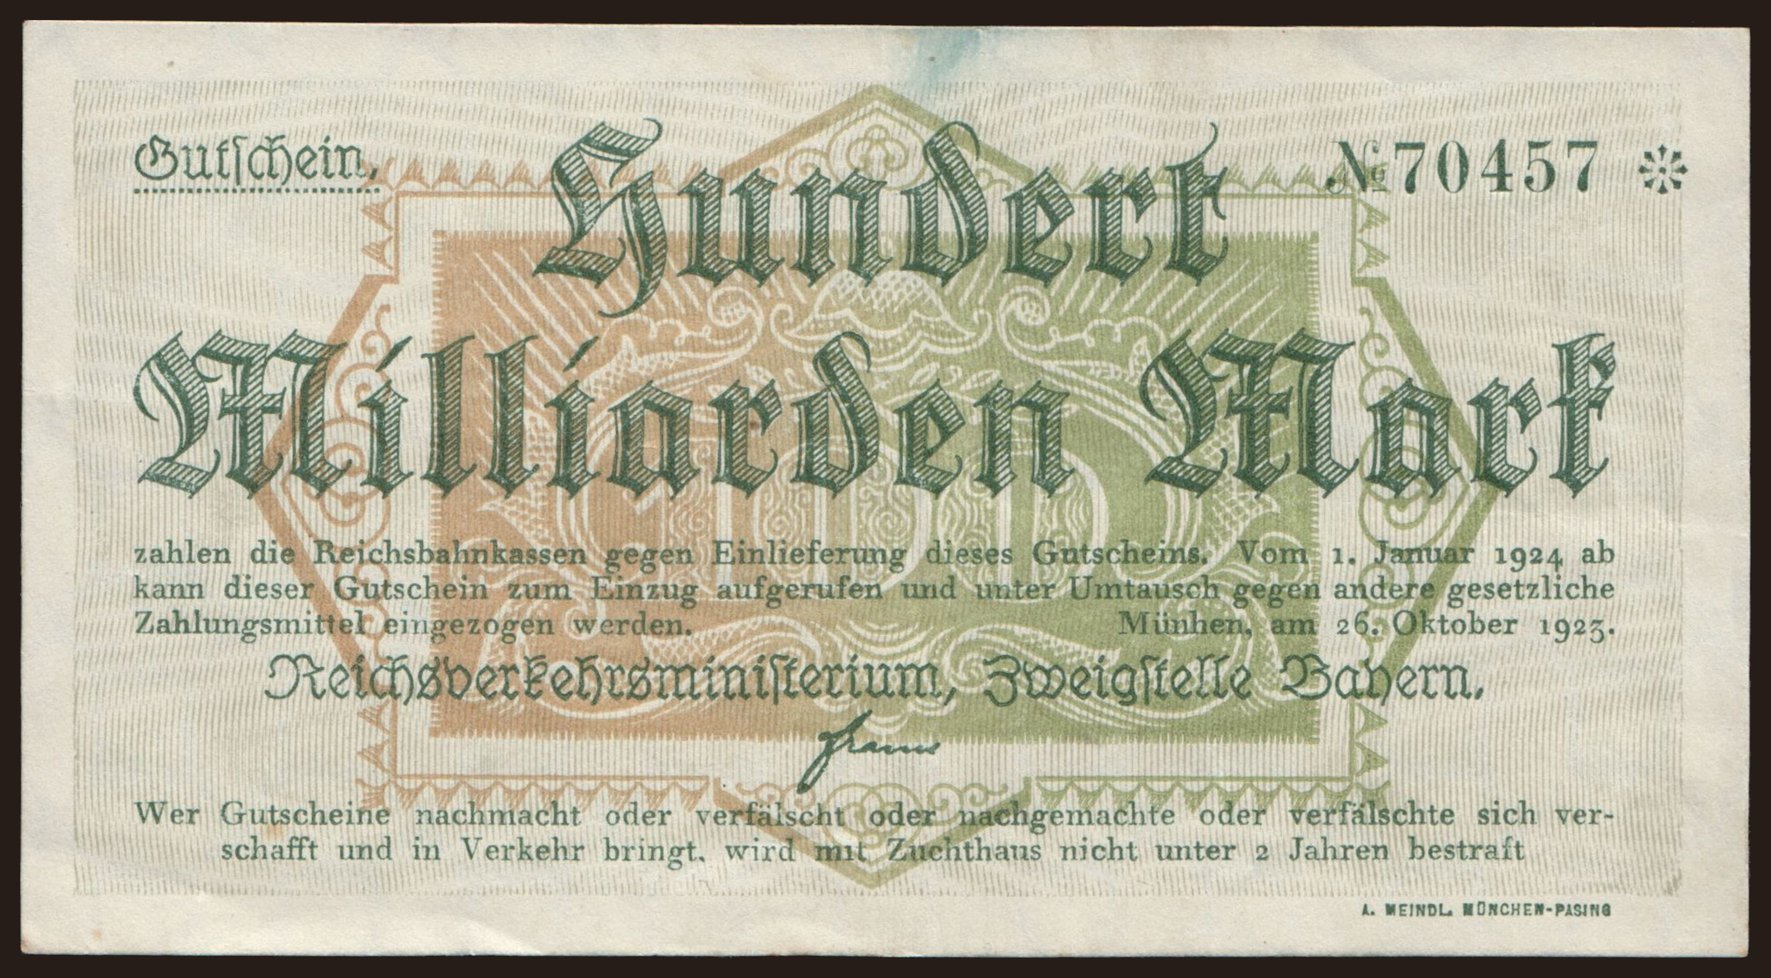 Gutschein.
№ 70457 ❊
Hundert
Milliarden Mark
zahlen die Reichsbahnkassen gegen Einlieferung dieses Gutscheins. Vom 1. Januar 1924 ab
kann dieser Gutschein zum Einzug aufgerufen und unter Umtausch gegen andere gesetzliche
Zahlungsmittel eingezogen werden. Münhen, am 26. Oktober 1923.
Reichsverkehrsministerium, Zweigstelle Bayern.
Wer Gutscheine nachmacht oder verfälscht oder nachgemachte oder verfälschte sich ver-
schafft und in Verkehr bringt. wird mit Zuchthaus nicht unter 2 Jahren bestraft
A. MEINDL. MÜNCHEN-PASING